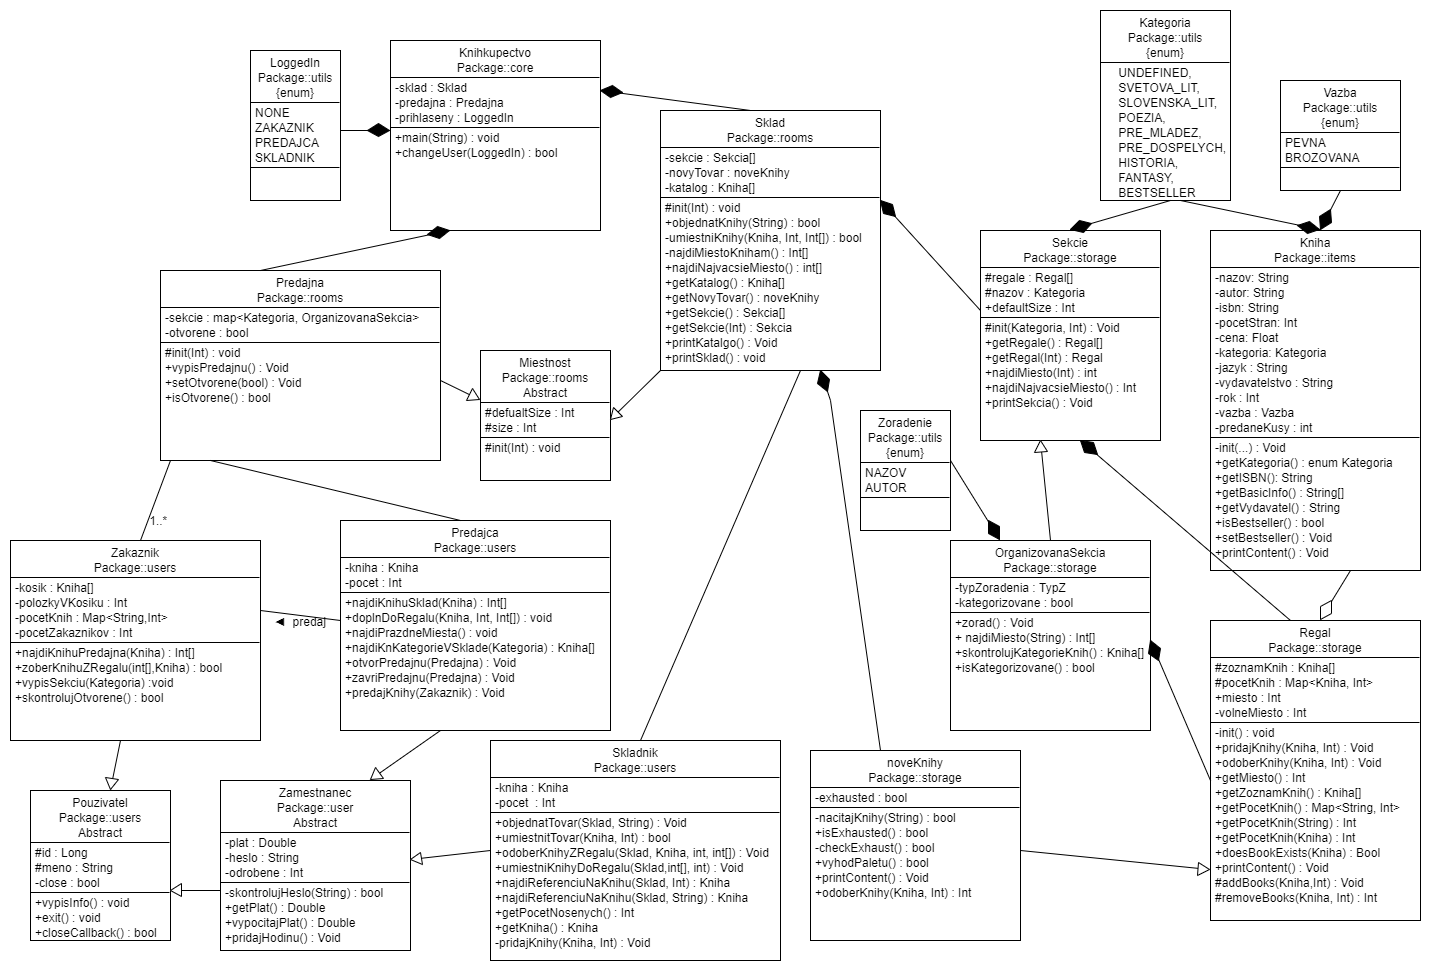 LoggedIn
Package::utils
{enum}
NONE
ZAKAZNIK
PREDAJCA
SKLADNIK
Knihkupectvo
Package::core
-sklad : Sklad
-predajna : Predajna
-prihlaseny : LoggedIn
+main(String) : void
+changeUser(LoggedIn) : bool
Sklad
Package::rooms
-sekcie : Sekcia[]
-novyTovar : noveKnihy
-katalog : Kniha[]
#init(Int) : void
+objednatKnihy(String) : bool
-umiestniKnihy(Kniha, Int, Int[]) : bool
-najdiMiestoKniham() : Int[]
+najdiNajvacsieMiesto() : int[]
+getKatalog() : Kniha[]
+getNovyTovar() : noveKnihy
+getSekcie() : Sekcia[]
+getSekcie(Int) : Sekcia
+printKatalgo() : Void
+printSklad() : void
Kategoria
Package::utils
{enum}
UNDEFINED,
SVETOVA_LIT,
SLOVENSKA_LIT,
POEZIA,
PRE_MLADEZ,
PRE_DOSPELYCH,
HISTORIA,
FANTASY,
BESTSELLER
Vazba
Package::utils
{enum}
PEVNA
BROZOVANA
Sekcie
Package::storage
#regale : Regal[]
#nazov : Kategoria
+defaultSize : Int
#init(Kategoria, Int) : Void
+getRegale() : Regal[]
+getRegal(Int) : Regal
+najdiMiesto(Int) : int
+najdiNajvacsieMiesto() : Int
+printSekcia() : Void
Kniha
Package::items
-nazov: String
-autor: String
-isbn: String
-pocetStran: Int
-cena: Float
-kategoria: Kategoria
-jazyk : String
-vydavatelstvo : String
-rok : Int
-vazba : Vazba
-predaneKusy : int
-init(...) : Void
+getKategoria() : enum Kategoria
+getISBN(): String
+getBasicInfo() : String[]
+getVydavatel() : String
+isBestseller() : bool
+setBestseller() : Void
+printContent() : Void
Predajna
Package::rooms
-sekcie : map<Kategoria, OrganizovanaSekcia>
-otvorene : bool
#init(Int) : void
+vypisPredajnu() : Void
+setOtvorene(bool) : Void
+isOtvorene() : bool
Miestnost
Package::rooms
Abstract
#defualtSize : Int
#size : Int
#init(Int) : void
Zoradenie
Package::utils
{enum}
NAZOV
AUTOR
1..*
Zakaznik
Package::users
-kosik : Kniha[]
-polozkyVKosiku : Int
-pocetKnih : Map<String,Int>
-pocetZakaznikov : Int
+najdiKnihuPredajna(Kniha) : Int[]
+zoberKnihuZRegalu(int[],Kniha) : bool
+vypisSekciu(Kategoria) :void
+skontrolujOtvorene() : bool
◄ predaj
Predajca
Package::users
-kniha : Kniha
-pocet : Int
+najdiKnihuSklad(Kniha) : Int[]
+doplnDoRegalu(Kniha, Int, Int[]) : void
+najdiPrazdneMiesta() : void
+najdiKnKategorieVSklade(Kategoria) : Kniha[]
+otvorPredajnu(Predajna) : Void
+zavriPredajnu(Predajna) : Void
+predajKnihy(Zakaznik) : Void
OrganizovanaSekcia
Package::storage
-typZoradenia : TypZ
-kategorizovane : bool
+zorad() : Void
+ najdiMiesto(String) : Int[]
+skontrolujKategorieKnih() : Kniha[]
+isKategorizovane() : bool
Regal
Package::storage
#zoznamKnih : Kniha[]
#pocetKnih : Map<Kniha, Int>
+miesto : Int
-volneMiesto : Int
-init() : void
+pridajKnihy(Kniha, Int) : Void
+odoberKnihy(Kniha, Int) : Void
+getMiesto() : Int
+getZoznamKnih() : Kniha[]
+getPocetKnih() : Map<String, Int>
+getPocetKnih(String) : Int
+getPocetKnih(Kniha) : Int
+doesBookExists(Kniha) : Bool
+printContent() : Void
#addBooks(Kniha,Int) : Void
#removeBooks(Kniha, Int) : Int
Pouzivatel
Package::users
Abstract
#id : Long
#meno : String
-close : bool
+vypisInfo() : void
+exit() : void
+closeCallback() : bool
Zamestnanec
Package::user
Abstract
-plat : Double
-heslo : String
-odrobene : Int
-skontrolujHeslo(String) : bool
+getPlat() : Double
+vypocitajPlat() : Double
+pridajHodinu() : Void
Skladnik
Package::users
-kniha : Kniha
-pocet : Int
+objednatTovar(Sklad, String) : Void
+umiestnitTovar(Kniha, Int) : bool
+odoberKnihyZRegalu(Sklad, Kniha, int, int[]) : Void
+umiestniKnihyDoRegalu(Sklad,int[], int) : Void
+najdiReferenciuNaKnihu(Sklad, Int) : Kniha
+najdiReferenciuNaKnihu(Sklad, String) : Kniha
+getPocetNosenych() : Int
+getKniha() : Kniha
-pridajKnihy(Kniha, Int) : Void
noveKnihy
Package::storage
-exhausted : bool
-nacitajKnihy(String) : bool
+isExhausted() : bool
-checkExhaust() : bool
+vyhodPaletu() : bool
+printContent() : Void
+odoberKnihy(Kniha, Int) : Int